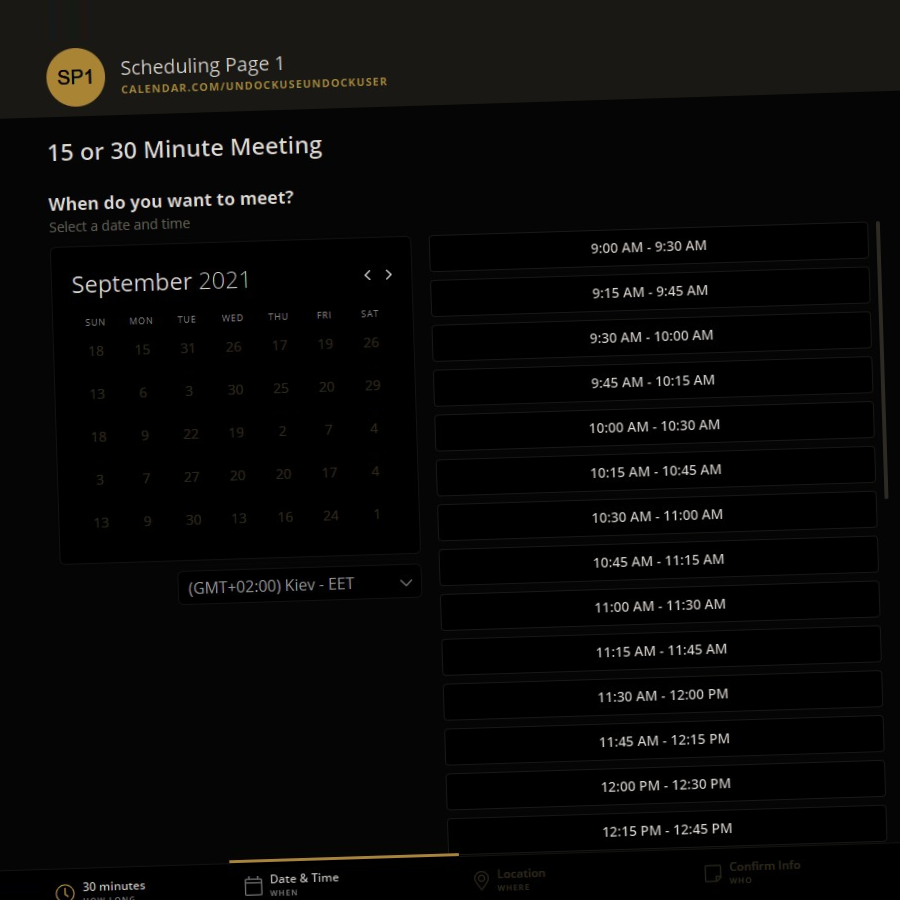 SP1
Scheduling Page 1
CALENDAR.COM/UNDOCKUSEUNDOCKUSER
15 or 30 Minute Meeting
When do you want to meet?
Select a date and time
September 2021
SUN MON TUE WED THU FRI SAT
18 15 31 26 17 19 26
13 6 3 30 25 20 29
18 9 22 19 2 7 4
3 7 27 20 20 17 4
13 9 30 13 16 24 1
(GMT+02:00) Kiev - EET
9:00 AM - 9:30 AM
9:15 AM - 9:45 AM
9:30 AM - 10:00 AM
9:45 AM - 10:15 AM
10:00 AM - 10:30 AM
10:15 AM - 10:45 AM
10:30 AM - 11:00 AM
10:45 AM - 11:15 AM
11:00 AM - 11:30 AM
11:15 AM - 11:45 AM
11:30 AM - 12:00 PM
11:45 AM - 12:15 PM
12:00 PM - 12:30 PM
12:15 PM - 12:45 PM
30 minutes
HOW LONG
Date & Time
WHEN
Location
WHERE
Confirm Info
WHO